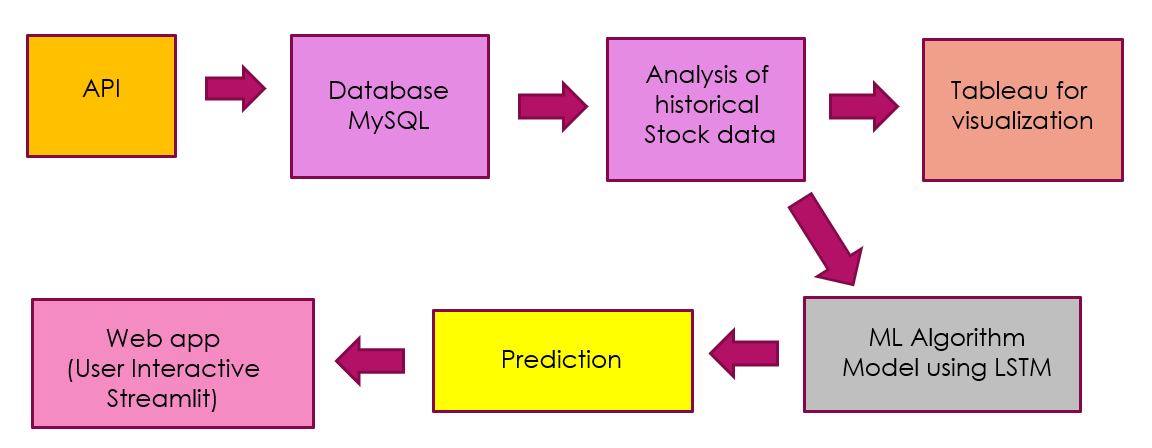 API
Database
MySQL
Analysis of
historical
Stock data
Tableau for
visualization
ML Algorithm
Model using LSTM
Prediction
Web app
(User Interactive
Streamlit)